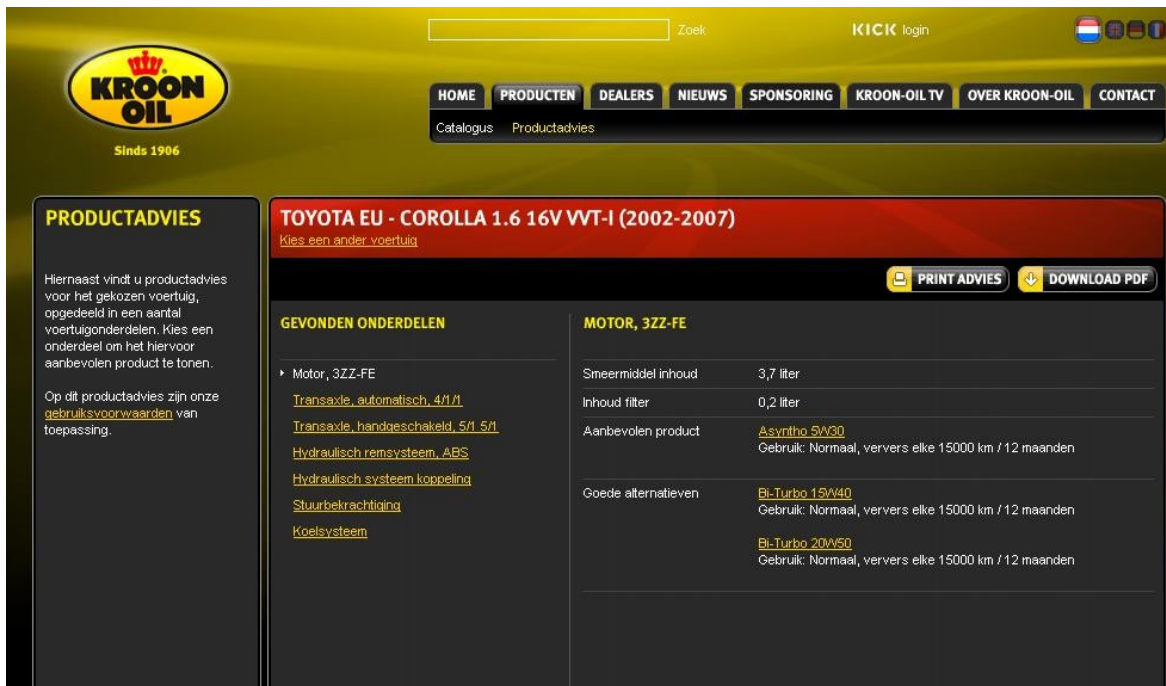 Zoek
KICK login
KROON
OIL
Sinds 1906
HOME PRODUCTEN DEALERS NIEUWS SPONSORING KROON-OIL TV OVER KROON-OIL CONTACT
Catalogus Productadvies
PRODUCTADVIES
Hiernaast vindt u productadvies
voor het gekozen voertuig,
opgedeeld in een aantal
voertuigonderdelen. Kies een
onderdeel om het hiervoor
aanbevolen product te tonen.
Op dit productadvies zijn onze
gebruiksvoorwaarden van
toepassing.
TOYOTA EU - COROLLA 1.6 16V VVT-I (2002-2007)
Kies een ander voertuig
PRINT ADVIES DOWNLOAD PDF
GEVONDEN ONDERDELEN
Motor, 3ZZ-FE
Transaxle, automatisch, 4/1/1
Transaxle, handgeschakeld, 5/1 5/1
Hydraulisch remsysteem, ABS
Hydraulisch systeem koppeling
Stuurbekrachtiging
Koelsysteem
MOTOR, 3ZZ-FE
Smeermiddel inhoud 3,7 liter
Inhoud filter 0,2 liter
Aanbevolen product Asyntho 5W30
Gebruik: Normaal, ververs elke 15000 km / 12 maanden
Goede alternatieven Bi-Turbo 15W40
Gebruik: Normaal, ververs elke 15000 km / 12 maanden
Bi-Turbo 20W50
Gebruik: Normaal, ververs elke 15000 km / 12 maanden